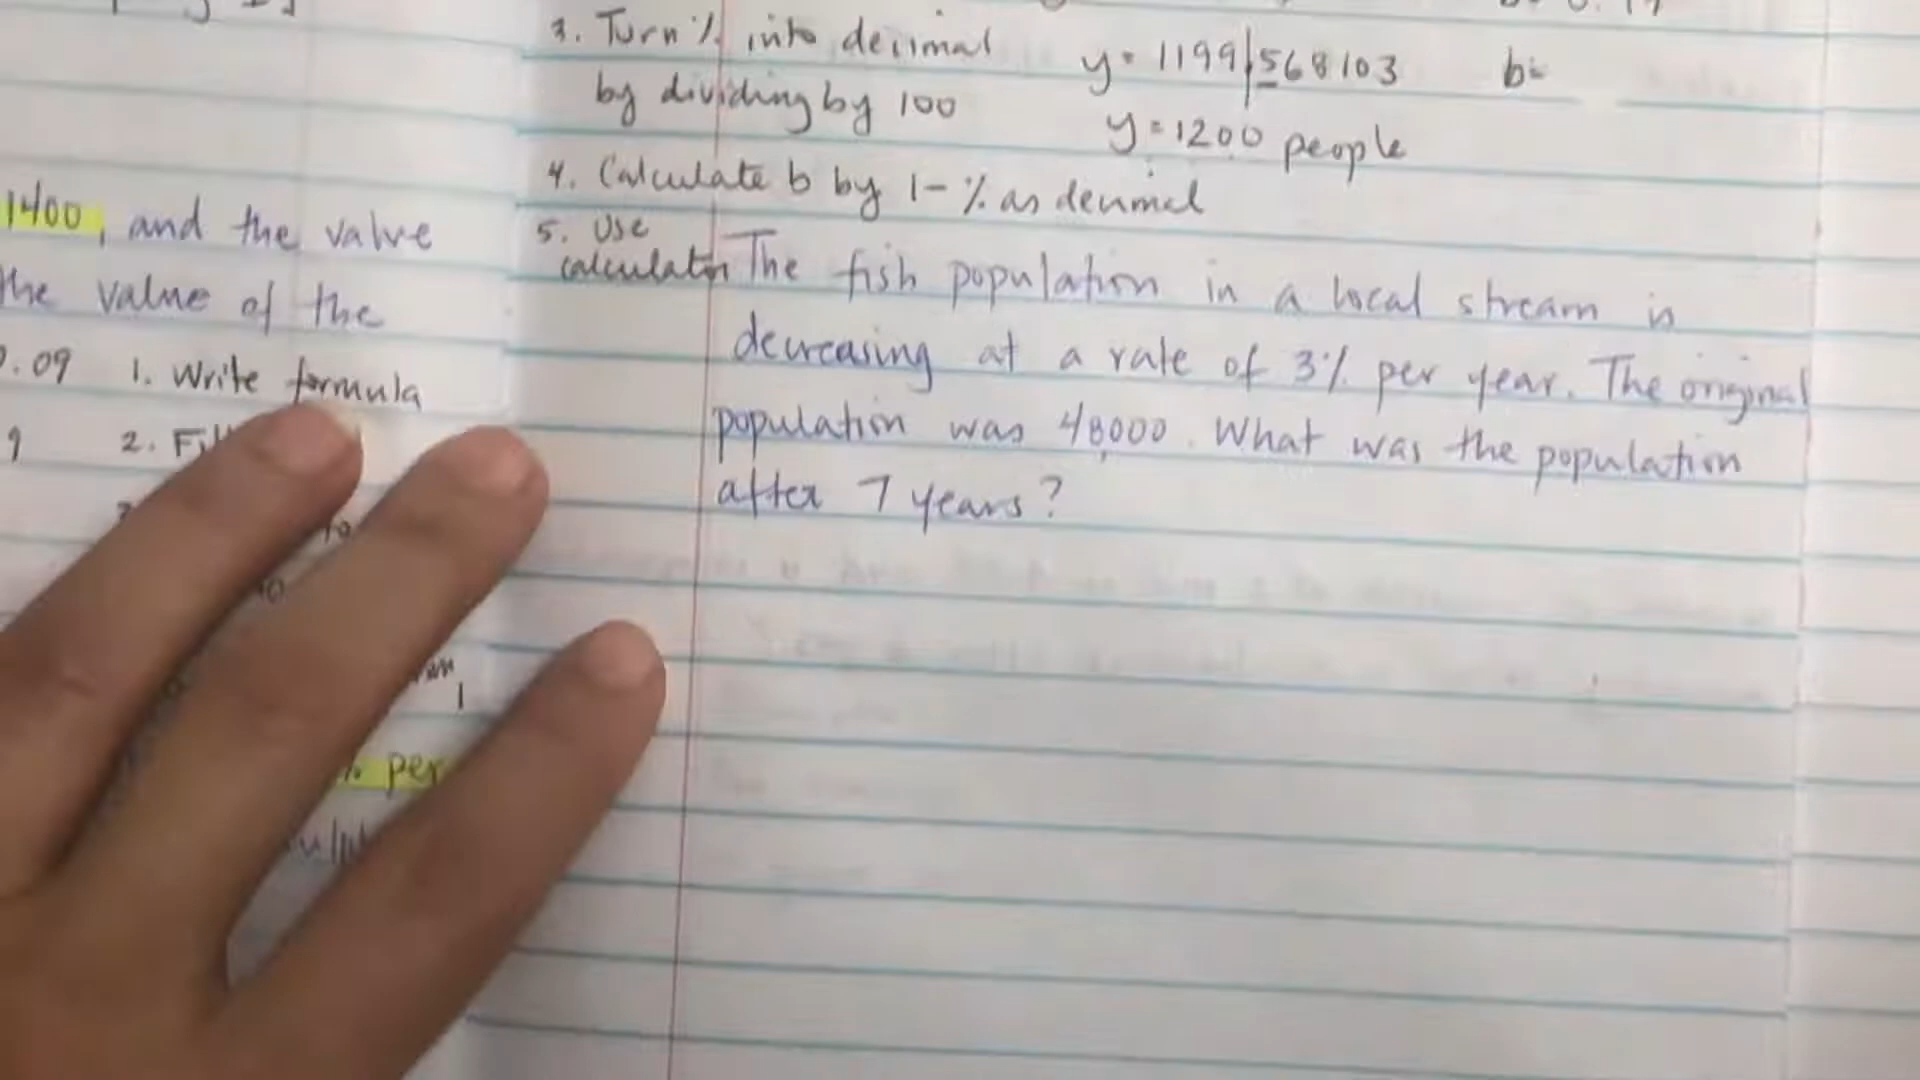 1400, and the value
the value of the
.09 1. Write formula
9 2.
% per
3. Turn % into decimal
by dividing by 100
4. Calculate b by 1-% as decimal
5. Use
calculator
y=1199.568103
b=
y=1200 people
The fish population in a local stream is
decreasing at a rate of 3% per year. The original
population was 48000. What was the population
after 7 years?